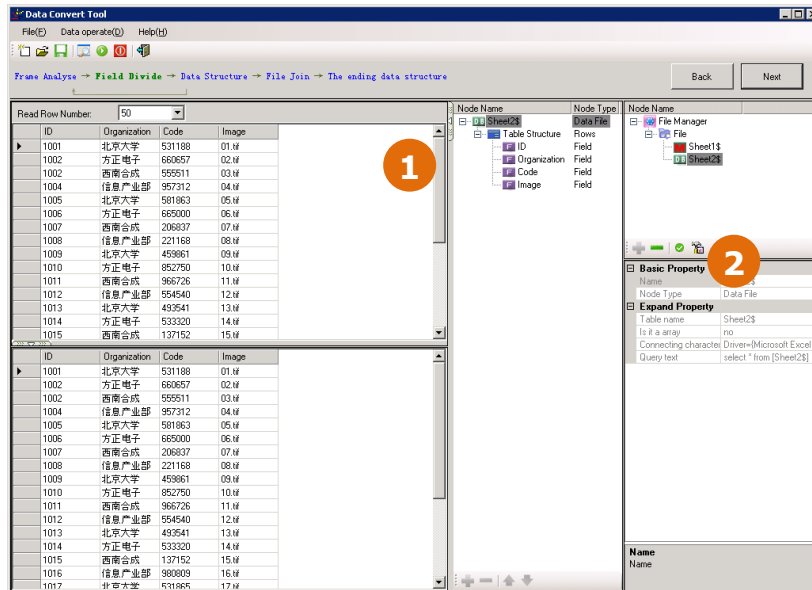 Data Convert Tool
File(F) Data operate(D) Help(H)
Frame Analyse → Field Divide → Data Structure → File Join → The ending data structure
Back Next
Read Row Number: 50
ID Organization Code Image
1001 北京大学 531188 01.tif
1002 方正电子 660657 02.tif
1002 西南合成 555511 03.tif
1004 信息产业部 957312 04.tif
1005 北京大学 581863 05.tif
1006 方正电子 665000 06.tif
1007 西南合成 206837 07.tif
1008 信息产业部 221168 08.tif
1009 北京大学 459861 09.tif
1010 方正电子 852750 10.tif
1011 西南合成 966726 11.tif
1012 信息产业部 554540 12.tif
1013 北京大学 493541 13.tif
1014 方正电子 533320 14.tif
1015 西南合成 137152 15.tif
ID Organization Code Image
1001 北京大学 531188 01.tif
1002 方正电子 660657 02.tif
1002 西南合成 555511 03.tif
1004 信息产业部 957312 04.tif
1005 北京大学 581863 05.tif
1006 方正电子 665000 06.tif
1007 西南合成 206837 07.tif
1008 信息产业部 221168 08.tif
1009 北京大学 459861 09.tif
1010 方正电子 852750 10.tif
1011 西南合成 966726 11.tif
1012 信息产业部 554540 12.tif
1013 北京大学 493541 13.tif
1014 方正电子 533320 14.tif
1015 西南合成 137152 15.tif
1016 信息产业部 980809 16.tif
1017 北京大学 531865 17.tif
1
Node Name Node Type
Sheet2$ Data File
Table Structure Rows
ID Field
Organization Field
Code Field
Image Field
Node Name
File Manager
File
Sheet1$
Sheet2$
2
Basic Property
Name
Node Type Data File
Expand Property
Table name Sheet2$
Is it a array no
Connecting character Driver={Microsoft Excel
Query text select * from [Sheet2$]
Name
Name